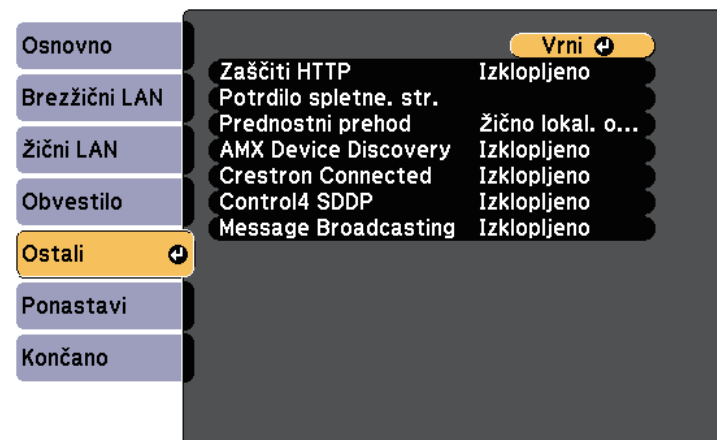 Osnovno
Brezžični LAN
Žični LAN
Obvestilo
Ostali
Ponastavi
Končano
Vrni
Zaščiti HTTP Izklopljeno
Potrdilo spletne. str.
Prednostni prehod Žično lokal. o...
AMX Device Discovery Izklopljeno
Crestron Connected Izklopljeno
Control4 SDDP Izklopljeno
Message Broadcasting Izklopljeno